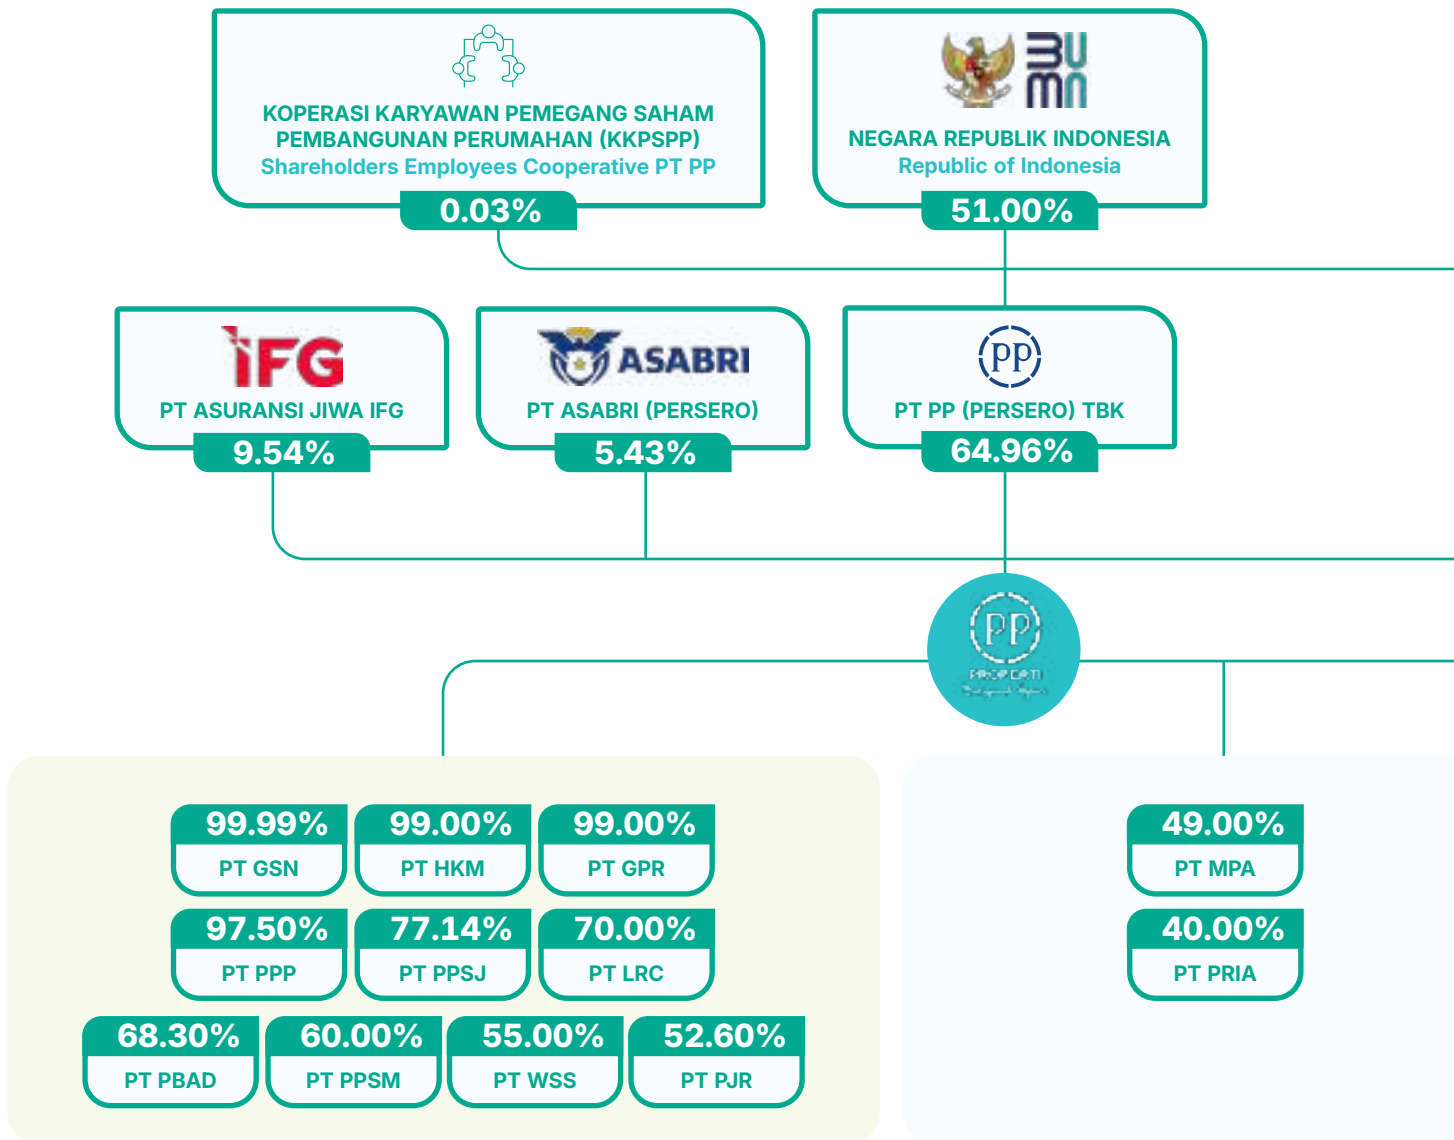 KOPERASI KARYAWAN PEMEGANG SAHAM
PEMBANGUNAN PERUMAHAN (KKPSPP)
Shareholders Employees Cooperative PT PP
0.03%
BUMN
NEGARA REPUBLIK INDONESIA
Republic of Indonesia
51.00%
IFG
PT ASURANSI JIWA IFG
9.54%
ASABRI
PT ASABRI (PERSERO)
5.43%
PP
PT PP (PERSERO) TBK
64.96%
PP
PROPERTI
99.99%
PT GSN
99.00%
PT HKM
99.00%
PT GPR
97.50%
PT PPP
77.14%
PT PPSJ
70.00%
PT LRC
68.30%
PT PBAD
60.00%
PT PPSM
55.00%
PT WSS
52.60%
PT PJR
49.00%
PT MPA
40.00%
PT PRIA